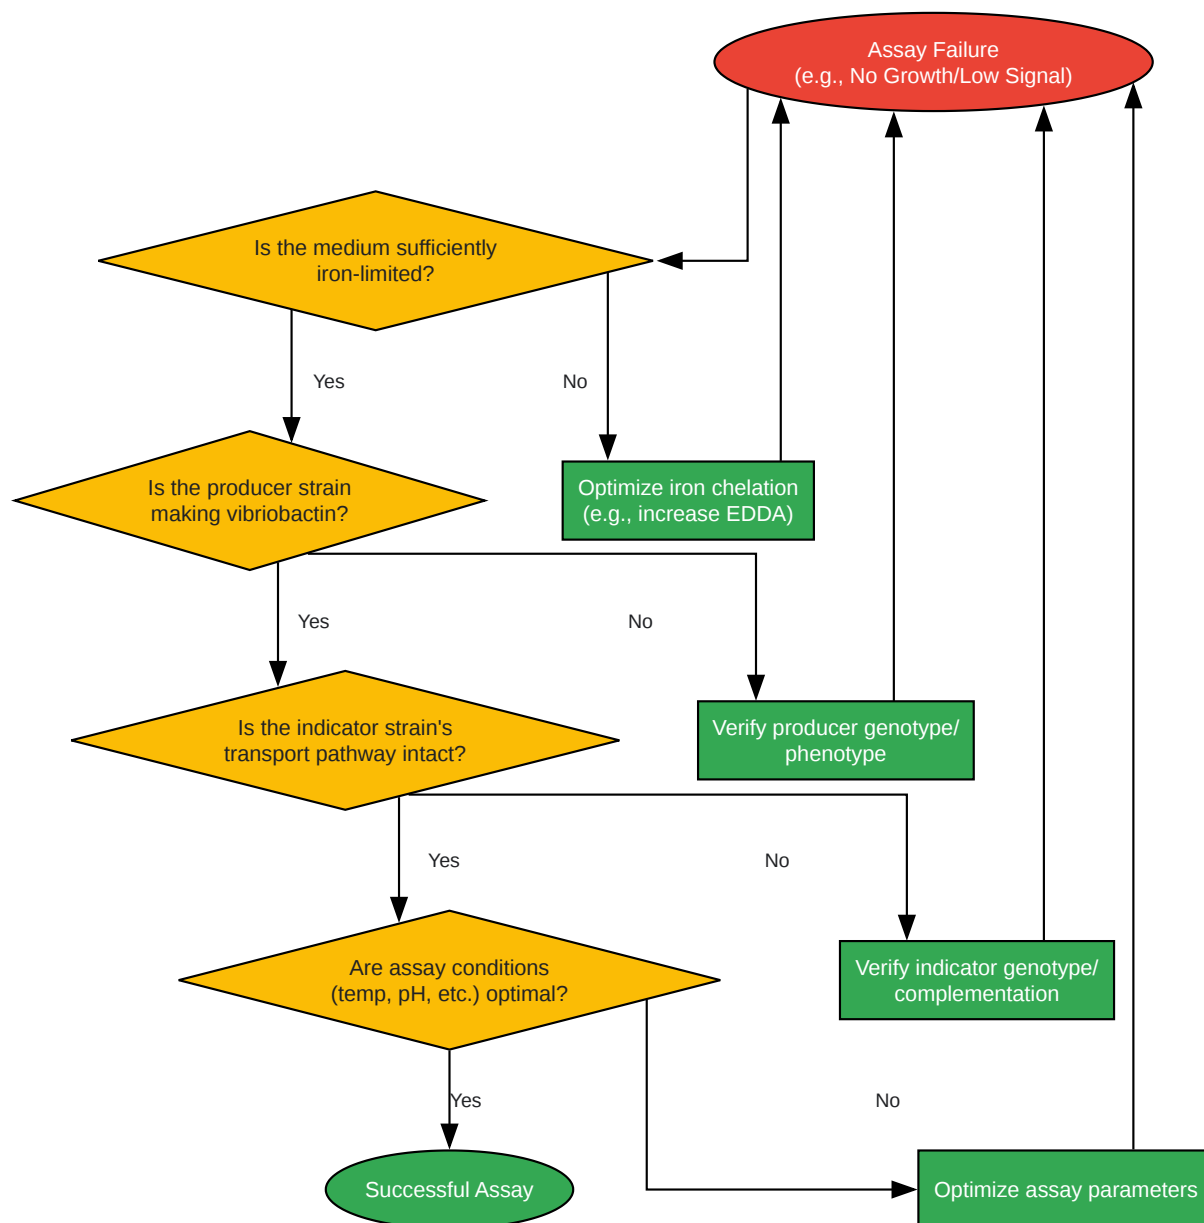 Assay Failure
(e.g., No Growth/Low Signal)
Is the medium sufficiently
iron-limited?
Yes
No
Is the producer strain
making vibriobactin?
Optimize iron chelation
(e.g., increase EDDA)
Yes
No
Is the indicator strain's
transport pathway intact?
Verify producer genotype/
phenotype
Yes
No
Are assay conditions
(temp, pH, etc.) optimal?
Verify indicator genotype/
complementation
Yes
No
Successful Assay
Optimize assay parameters